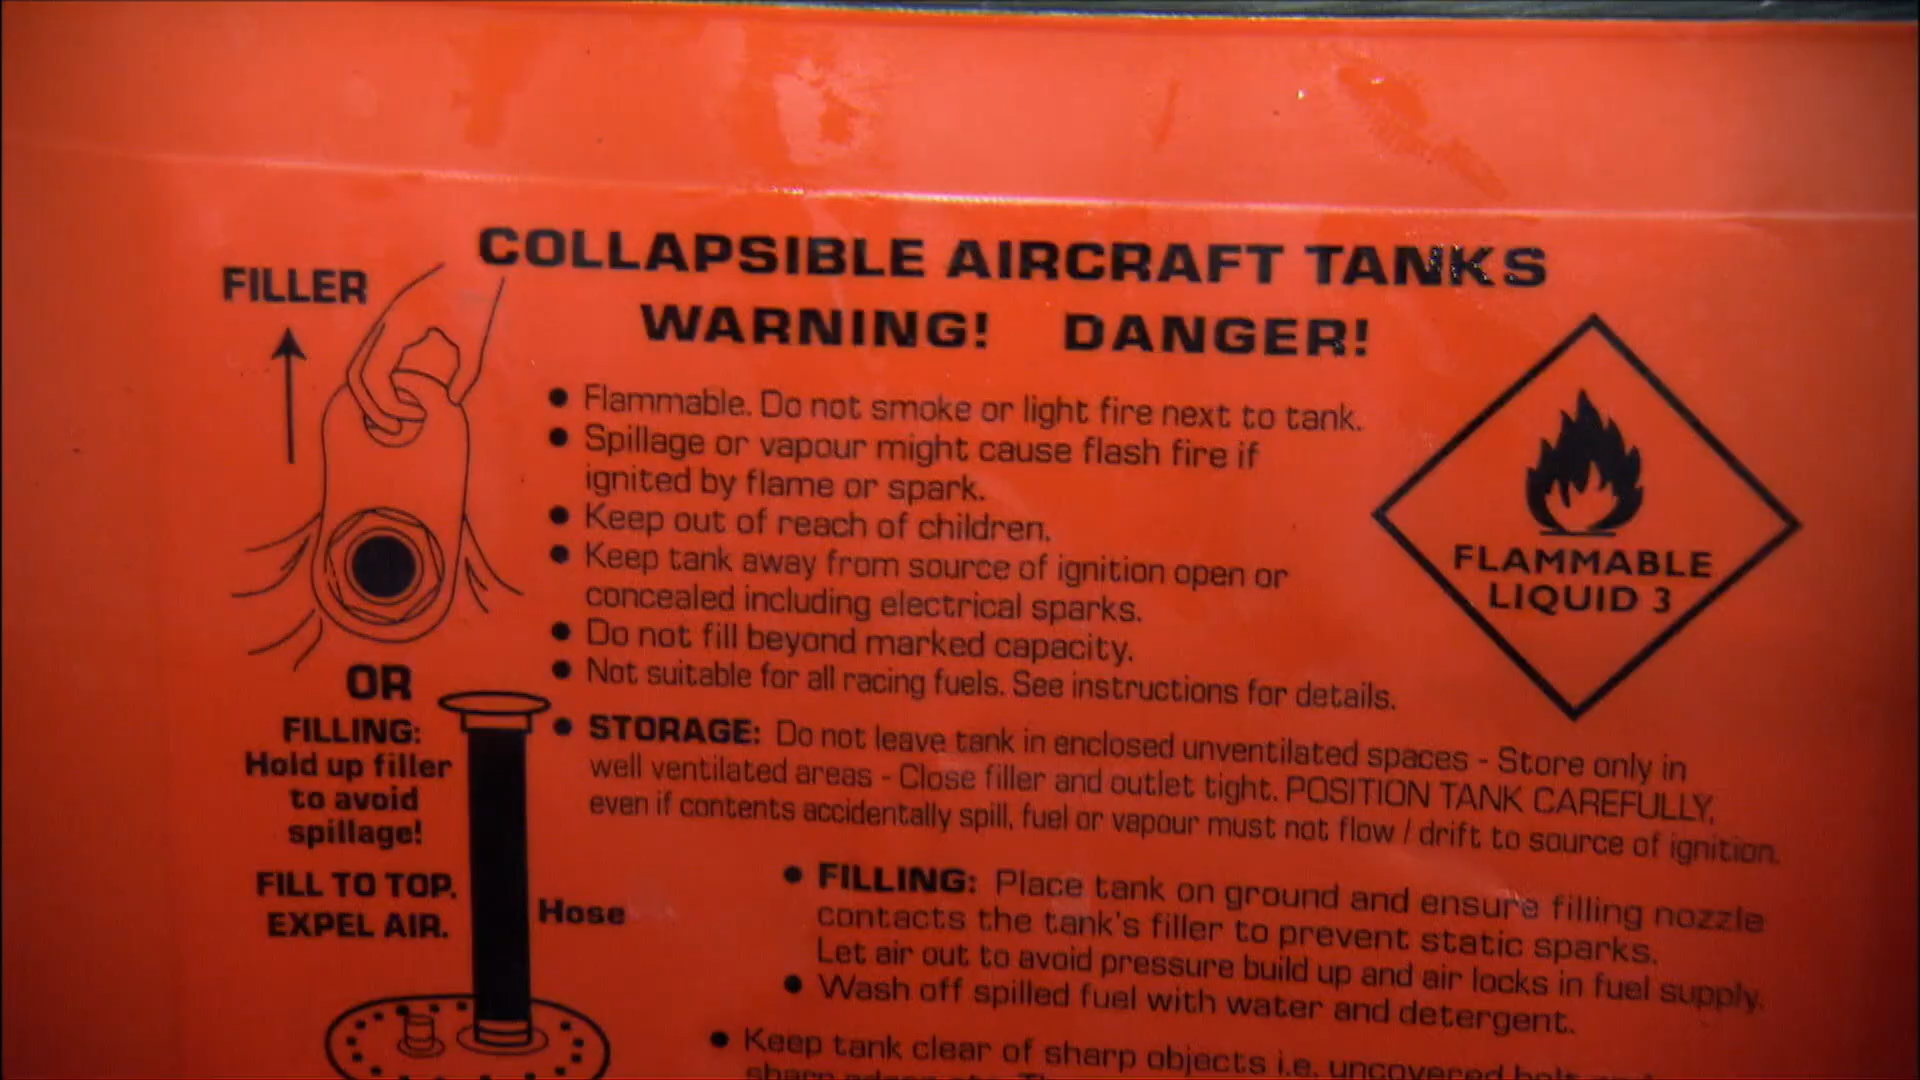 COLLAPSIBLE AIRCRAFT TANKS
WARNING! DANGER!
FILLER
• Flammable. Do not smoke or light fire next to tank.
• Spillage or vapour might cause flash fire if
ignited by flame or spark.
• Keep out of reach of children.
• Keep tank away from source of ignition open or
concealed including electrical sparks.
• Do not fill beyond marked capacity.
• Not suitable for all racing fuels. See instructions for details.
FLAMMABLE
LIQUID 3
OR
FILLING:
Hold up filler
to avoid
spillage!
FILL TO TOP.
EXPEL AIR.
Hose
• STORAGE: Do not leave tank in enclosed unventilated spaces - Store only in
well ventilated areas - Close filler and outlet tight. POSITION TANK CAREFULLY,
even if contents accidentally spill, fuel or vapour must not flow / drift to source of ignition.
• FILLING: Place tank on ground and ensure filling nozzle
contacts the tank's filler to prevent static sparks.
Let air out to avoid pressure build up and air locks in fuel supply.
• Wash off spilled fuel with water and detergent.
• Keep tank clear of sharp objects i.e. uncovered
sharp